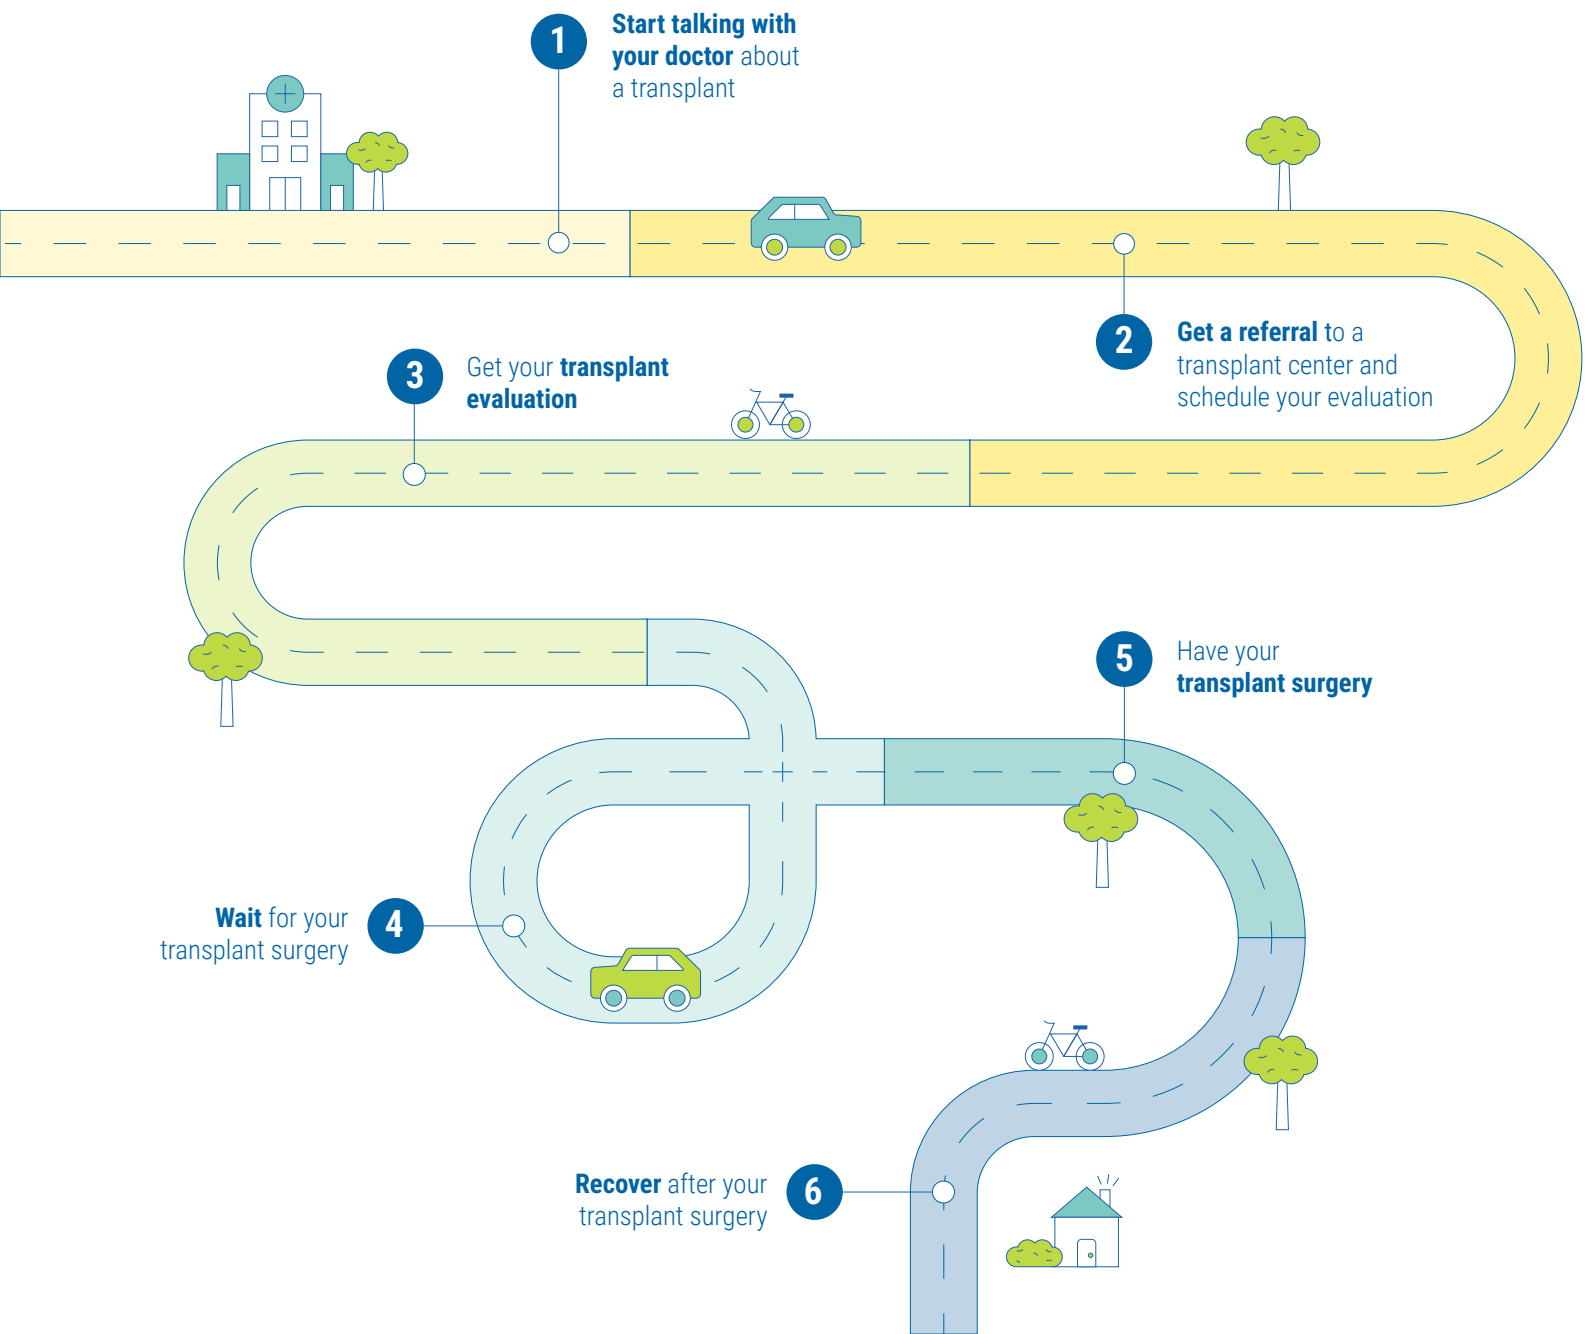 1
Start talking with
your doctor about
a transplant
2
Get a referral to a
transplant center and
schedule your evaluation
3
Get your transplant
evaluation
4
Wait for your
transplant surgery
5
Have your
transplant surgery
6
Recover after your
transplant surgery